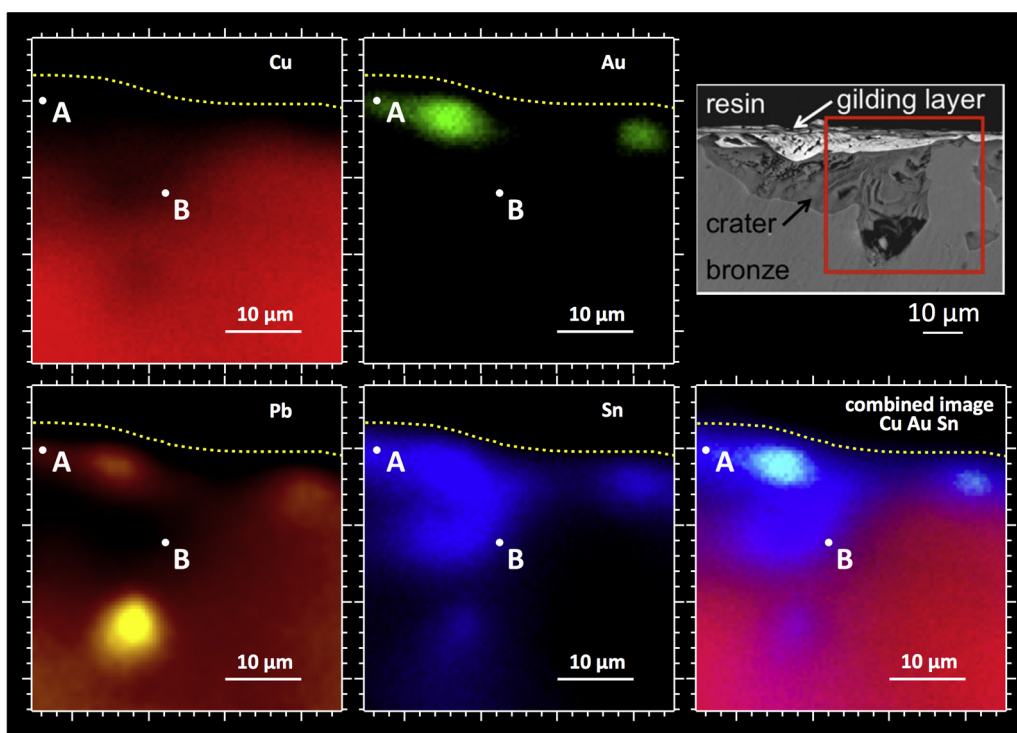 Cu
A
B
10 µm
Au
A
B
10 µm
resin
gilding layer
crater
bronze
10 µm
Pb
A
B
10 µm
Sn
A
B
10 µm
combined image
Cu Au Sn
A
B
10 µm